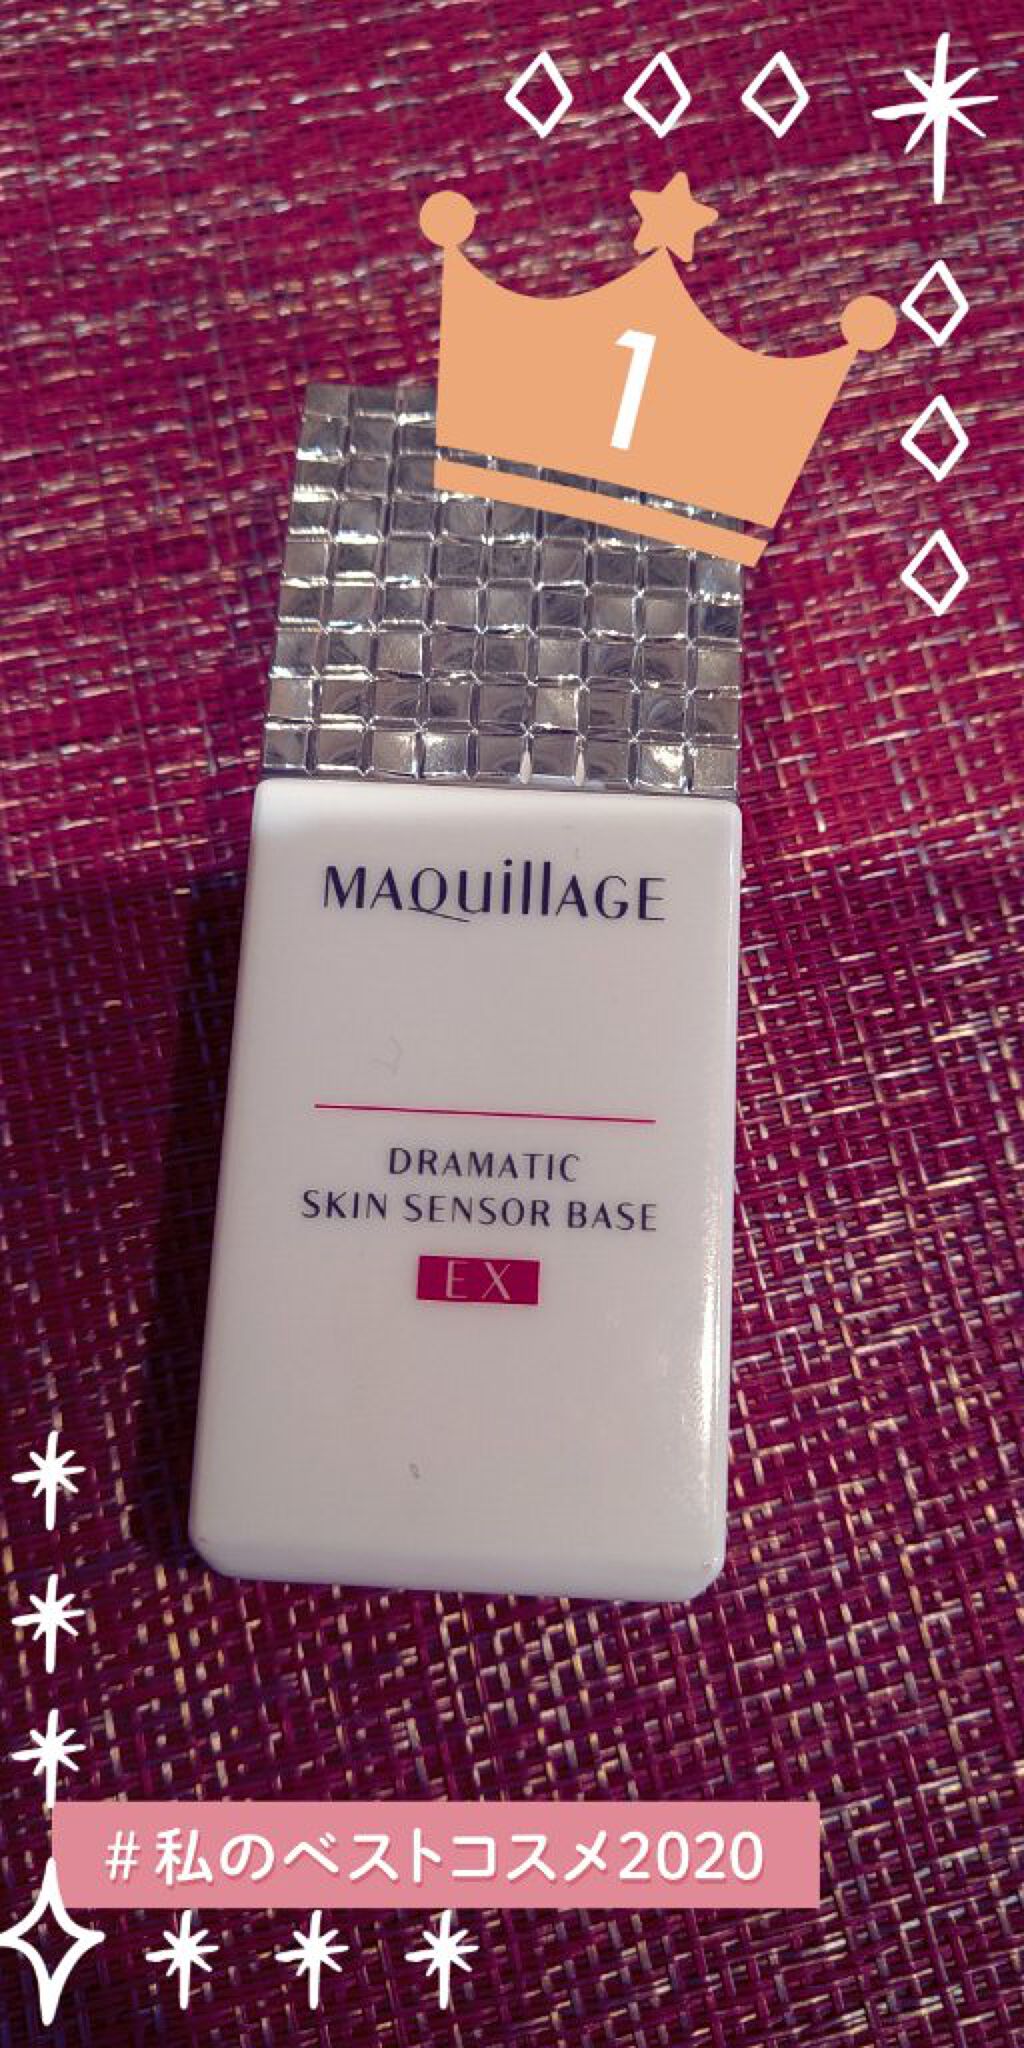 1
MAQuillAGE
DRAMATIC
SKIN SENSOR BASE
EX
#私のベストコスメ2020